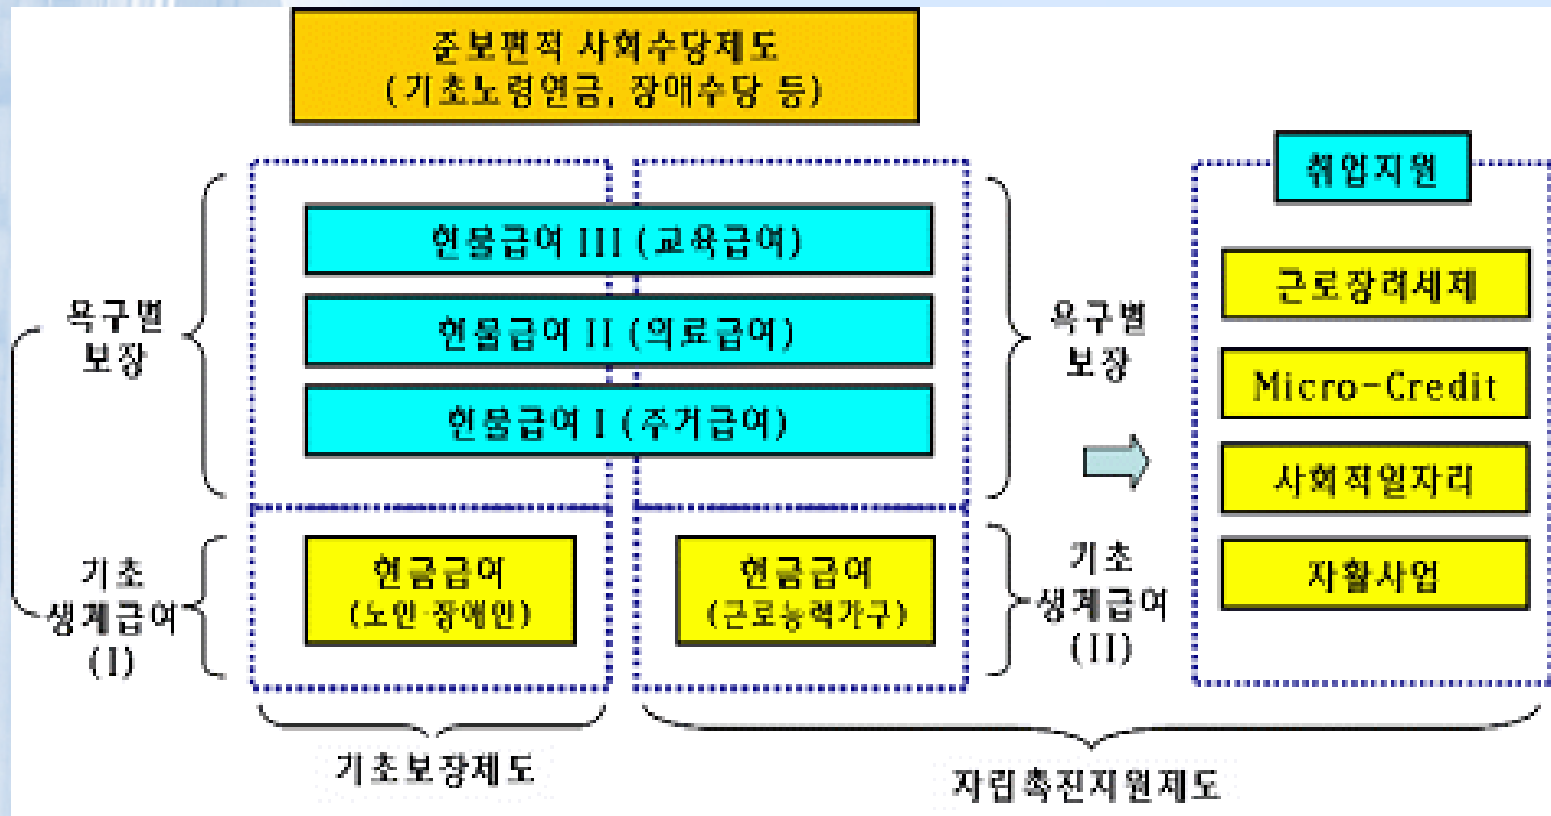 준보편적 사회수당제도
(기초노령연금, 장애수당 등)
취업지원
현물급여 III (교육급여)
근로장려세제
욕구별
보장
현물급여 II (의료급여)
욕구별
보장
Micro-Credit
현물급여 I (주거급여)
사회적일자리
기초
생계급여
(I)
현금급여
(노인·장애인)
현금급여
(근로능력가구)
기초
생계급여
(II)
자활사업
기초보장제도
자립촉진지원제도